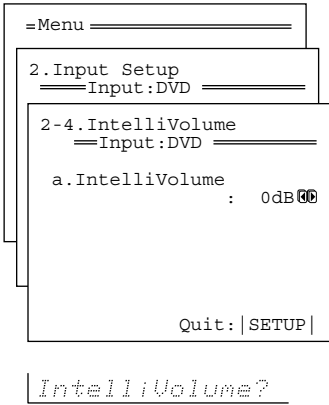 =Menu
2.Input Setup
Input:DVD
2-4.IntelliVolume
Input:DVD
a.IntelliVolume
: 0dB
Quit:|SETUP|
IntelliVolume?